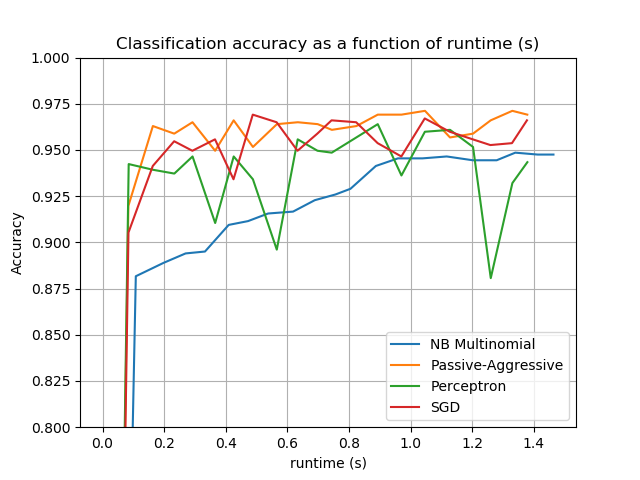 Classification accuracy as a function of runtime (s)
1.000
0.975
0.950
0.925
0.900
0.875
0.850
0.825
0.800
Accuracy
NB Multinomial
Passive-Aggressive
Perceptron
SGD
0.0 0.2 0.4 0.6 0.8 1.0 1.2 1.4
runtime (s)